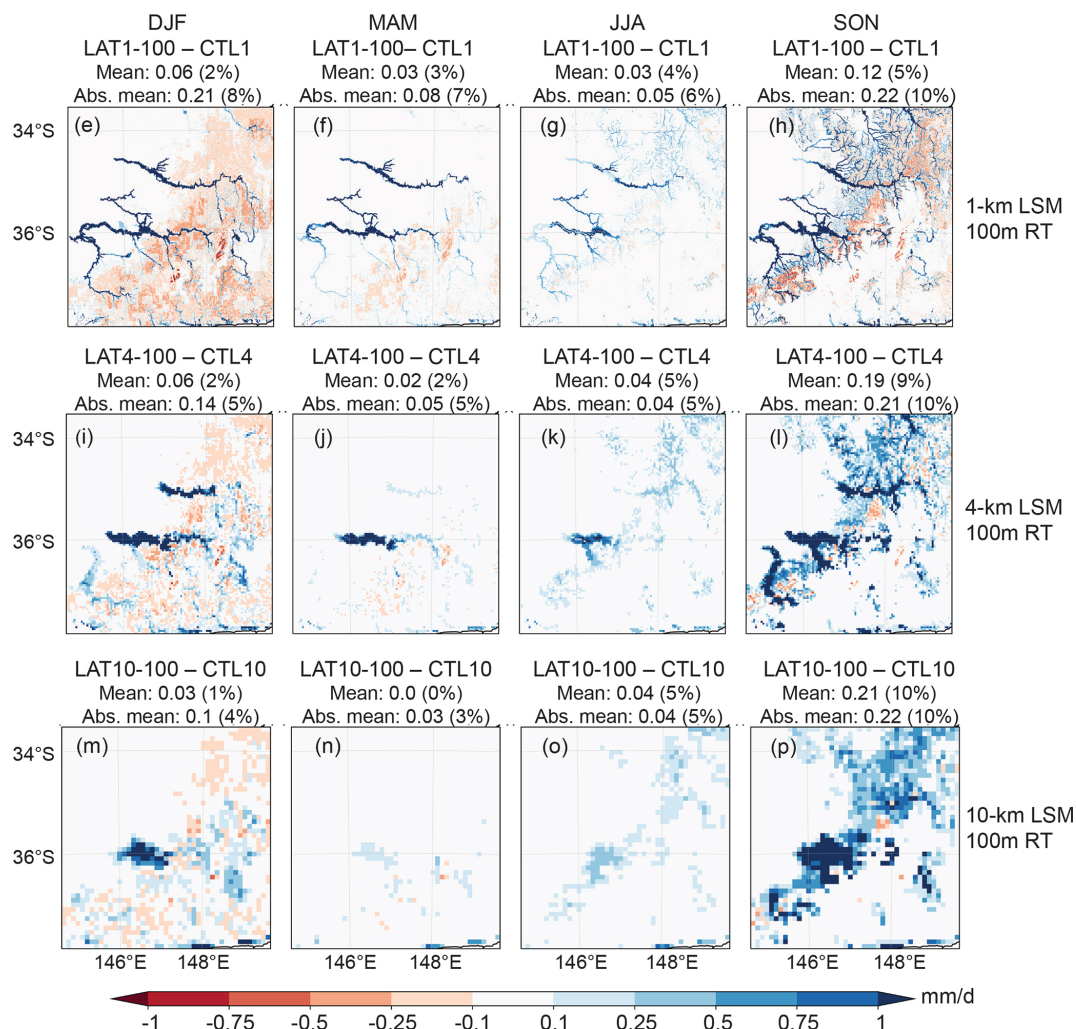 DJF MAM JJA SON
LAT1-100 – CTL1 LAT1-100– CTL1 LAT1-100 – CTL1 LAT1-100 – CTL1
Mean: 0.06 (2%) Mean: 0.03 (3%) Mean: 0.03 (4%) Mean: 0.12 (5%)
Abs. mean: 0.21 (8%) Abs. mean: 0.08 (7%) Abs. mean: 0.05 (6%) Abs. mean: 0.22 (10%)
(e) (f) (g) (h)
34°S
1-km LSM
100m RT
36°S
LAT4-100 – CTL4 LAT4-100 – CTL4 LAT4-100 – CTL4 LAT4-100 – CTL4
Mean: 0.06 (2%) Mean: 0.02 (2%) Mean: 0.04 (5%) Mean: 0.19 (9%)
Abs. mean: 0.14 (5%) Abs. mean: 0.05 (5%) Abs. mean: 0.04 (5%) Abs. mean: 0.21 (10%)
(i) (j) (k) (l)
34°S
4-km LSM
100m RT
36°S
LAT10-100 – CTL10 LAT10-100 – CTL10 LAT10-100 – CTL10 LAT10-100 – CTL10
Mean: 0.03 (1%) Mean: 0.0 (0%) Mean: 0.04 (5%) Mean: 0.21 (10%)
Abs. mean: 0.1 (4%) Abs. mean: 0.03 (3%) Abs. mean: 0.04 (5%) Abs. mean: 0.22 (10%)
(m) (n) (o) (p)
34°S
10-km LSM
100m RT
36°S
146°E 148°E 146°E 148°E 146°E 148°E 146°E 148°E
mm/d
-1 -0.75 -0.5 -0.25 -0.1 0.1 0.25 0.5 0.75 1